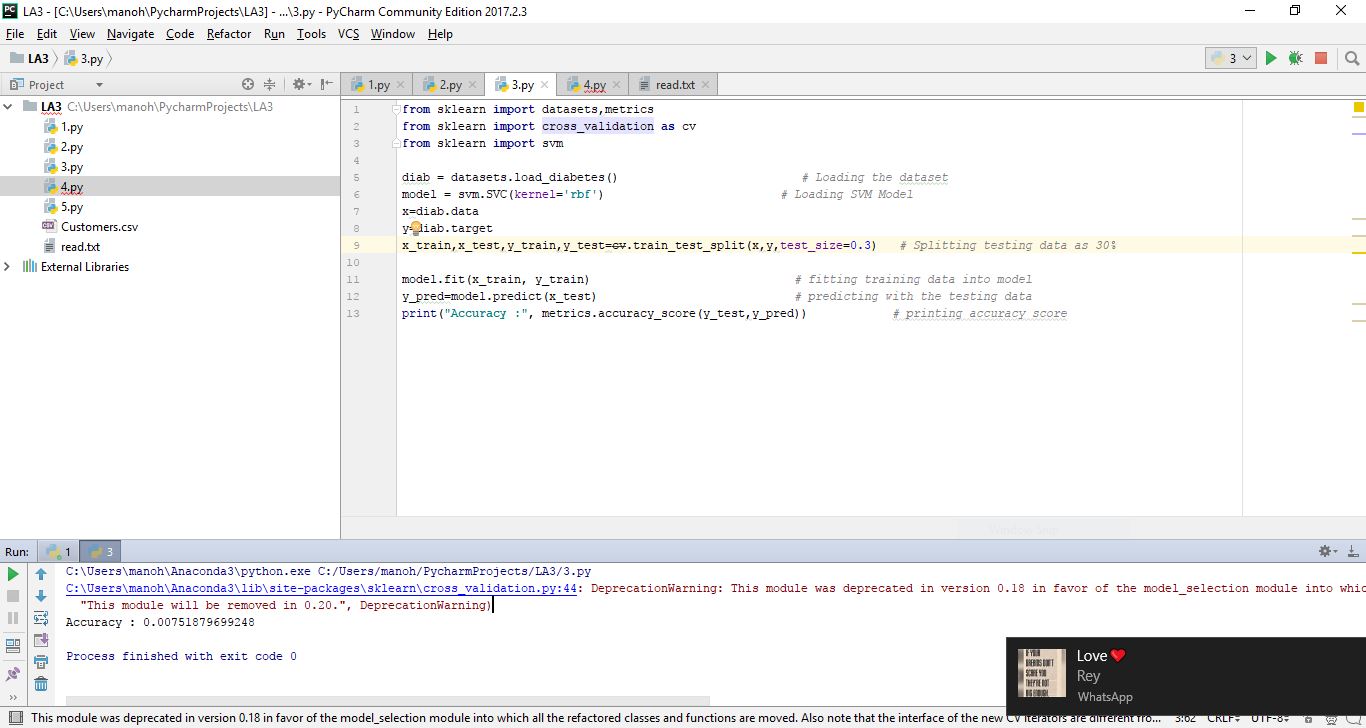 LA3 - [C:\Users\manoh\PycharmProjects\LA3] - ...\3.py - PyCharm Community Edition 2017.2.3
File Edit View Navigate Code Refactor Run Tools VCS Window Help
LA3 3.py 3
Project 1.py 2.py 3.py 4.py read.txt
LA3 C:\Users\manoh\PycharmProjects\LA3
1.py
2.py
3.py
4.py
5.py
Customers.csv
read.txt
External Libraries
1 from sklearn import datasets,metrics
2 from sklearn import cross_validation as cv
3 from sklearn import svm
4
5 diab = datasets.load_diabetes() # Loading the dataset
6 model = svm.SVC(kernel='rbf') # Loading SVM Model
7 x=diab.data
8 y=diab.target
9 x_train,x_test,y_train,y_test=cv.train_test_split(x,y,test_size=0.3) # Splitting testing data as 30%
10
11 model.fit(x_train, y_train) # fitting training data into model
12 y_pred=model.predict(x_test) # predicting with the testing data
13 print("Accuracy :", metrics.accuracy_score(y_test,y_pred)) # printing accuracy score
Run: 1 3
C:\Users\manoh\Anaconda3\python.exe C:/Users/manoh/PycharmProjects/LA3/3.py
C:\Users\manoh\Anaconda3\lib\site-packages\sklearn\cross_validation.py:44: DeprecationWarning: This module was deprecated in version 0.18 in favor of the model_selection module into whic
"This module will be removed in 0.20.", DeprecationWarning)
Accuracy : 0.00751879699248
Process finished with exit code 0
Love❤️
Rey
WhatsApp
IF YOUR
DREAMS DON'T
SCARE YOU
THEY'RE NOT
BIG ENOUGH
This module was deprecated in version 0.18 in favor of the model_selection module into which all the refactored classes and functions are moved. Also note that the interface of the new CV iterators are different fro... 3:62 CRLF UTF-8